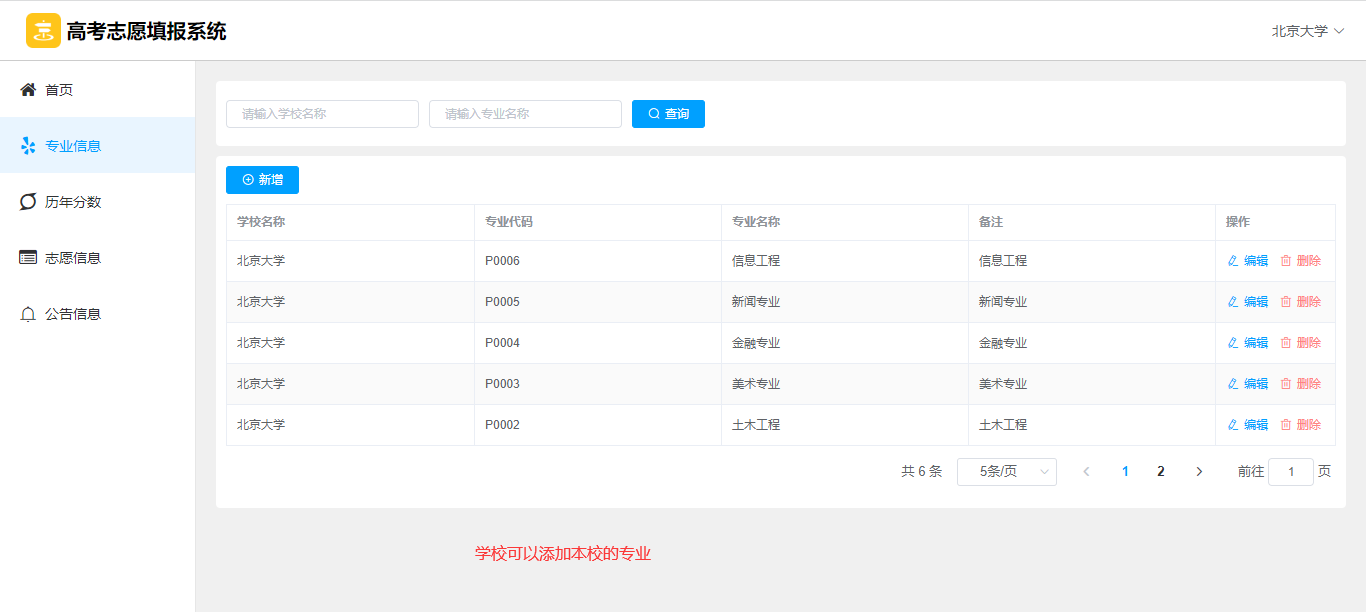 高考志愿填报系统
北京大学
首页
专业信息
历年分数
志愿信息
公告信息
请输入学校名称 请输入专业名称 查询
新增
学校名称 专业代码 专业名称 备注 操作
北京大学 P0006 信息工程 信息工程 编辑 删除
北京大学 P0005 新闻专业 新闻专业 编辑 删除
北京大学 P0004 金融专业 金融专业 编辑 删除
北京大学 P0003 美术专业 美术专业 编辑 删除
北京大学 P0002 土木工程 土木工程 编辑 删除
共 6 条 5条/页 1 2 前往 1 页
学校可以添加本校的专业